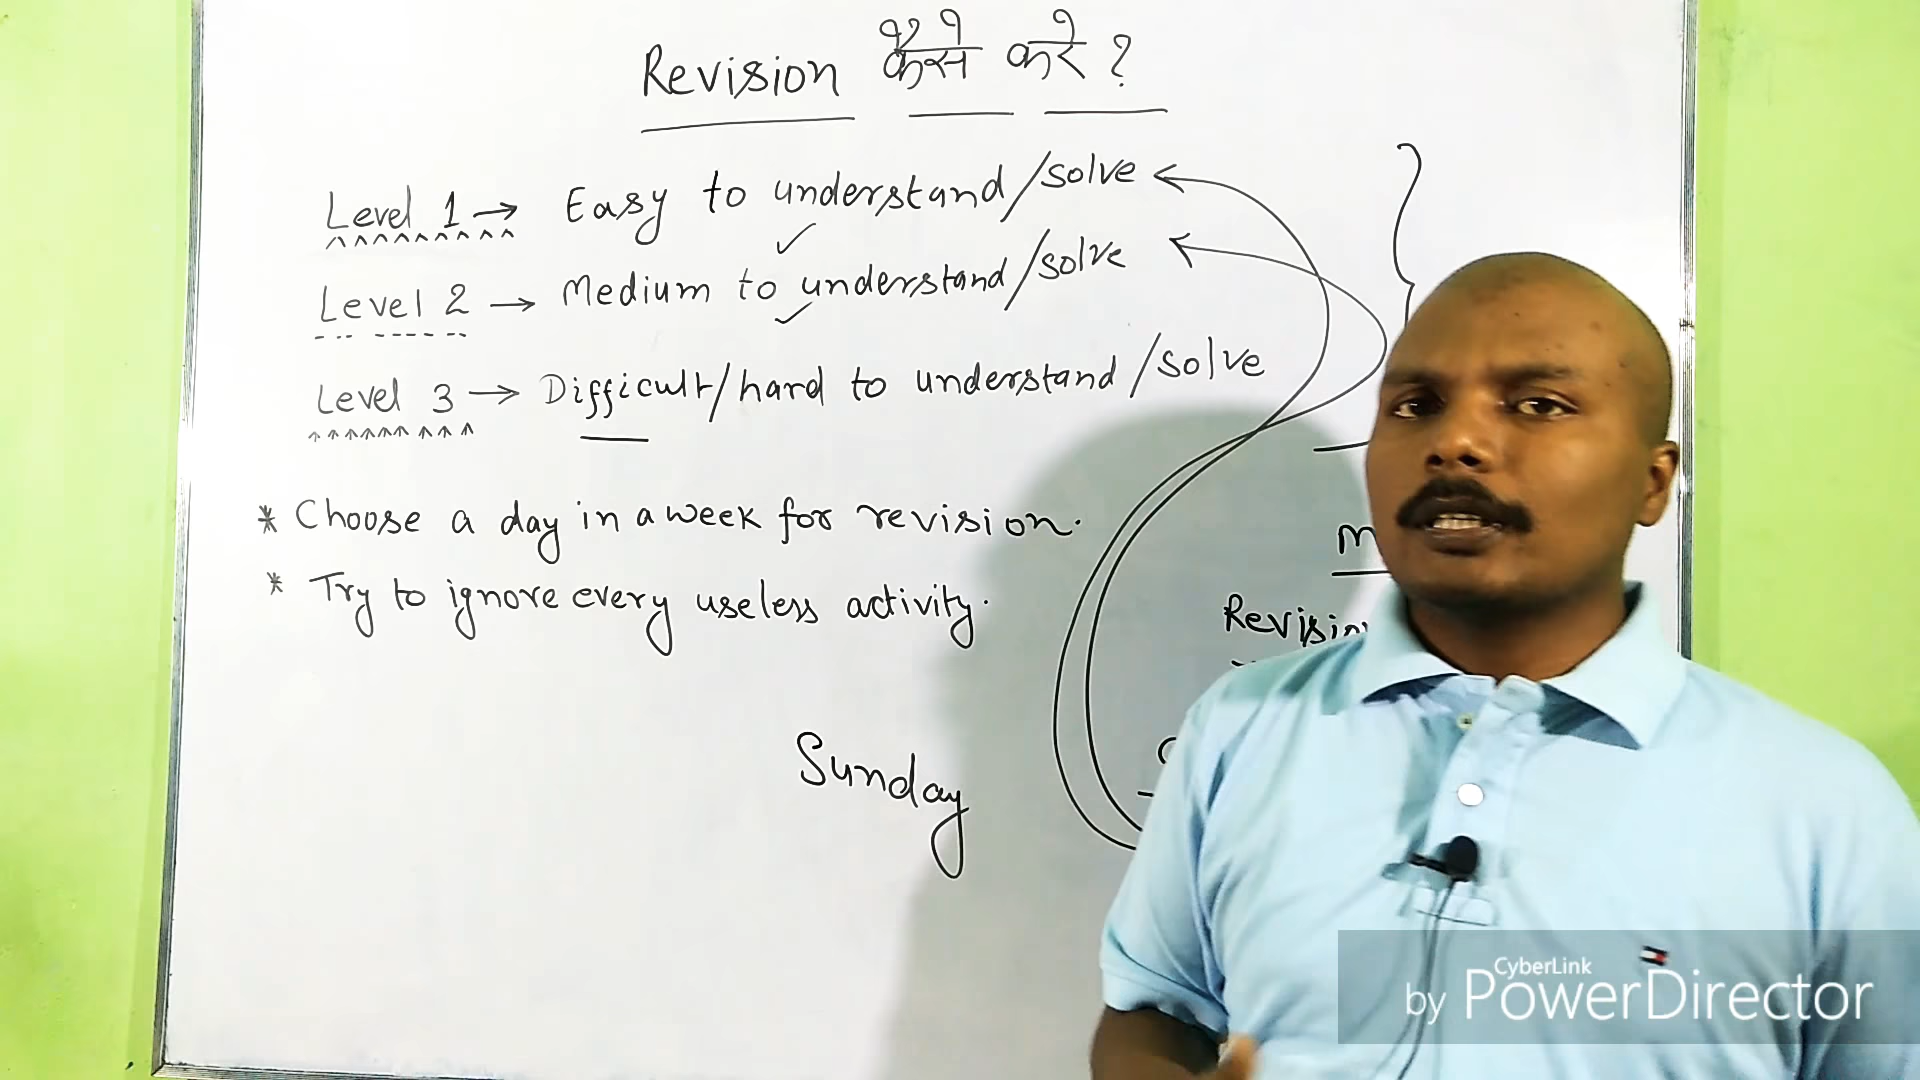 Revision कैसे करे ?
Level 1 → Easy to understand/solve
Level 2 → Medium to understand/solve
Level 3 → Difficult/hard to understand/solve
* Choose a day in a week for revision.
* Try to ignore every useless activity.
Revision
Sunday
CyberLink
by PowerDirector